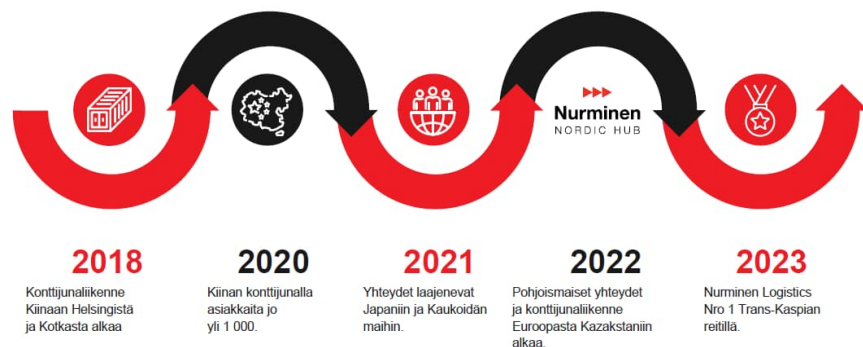 Nurminen
NORDIC HUB
2018
Konttijunaliikenne
Kiinaan Helsingistä
ja Kotkasta alkaa
2020
Kiinan konttijunalla
asiakkaita jo
yli 1 000.
2021
Yhteydet laajenevat
Japaniin ja Kaukoidän
maihin.
2022
Pohjoismaiset yhteydet
ja konttijunaliikenne
Euroopasta Kazakstaniin
alkaa.
2023
Nurminen Logistics
Nro 1 Trans-Kaspian
reitillä.